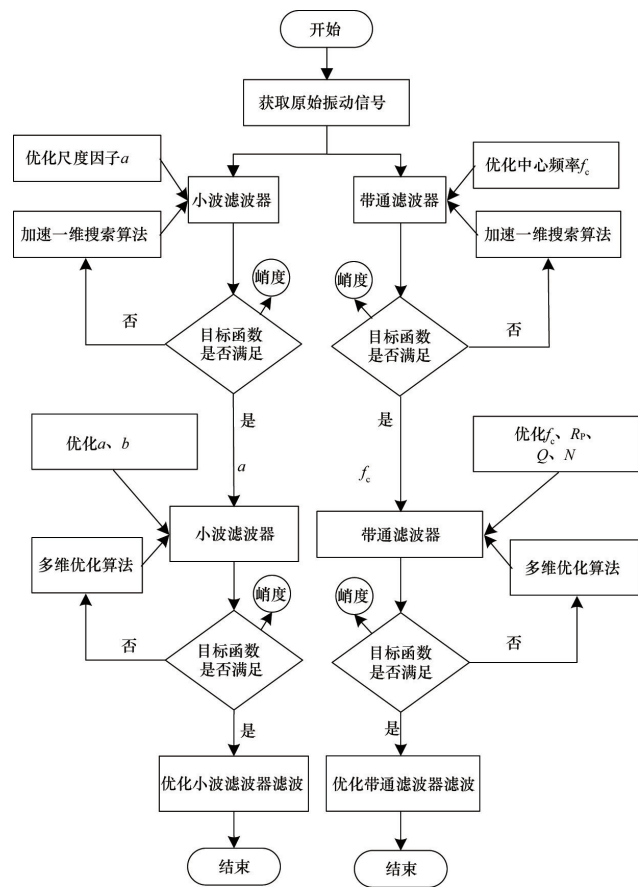 开始
获取原始振动信号
优化尺度因子a
优化中心频率fc
小波滤波器
带通滤波器
加速一维搜索算法
加速一维搜索算法
峭度
峭度
否
目标函数
是否满足
目标函数
是否满足
否
是
是
优化a、b
优化fc、RP、
Q、N
a
fc
小波滤波器
带通滤波器
多维优化算法
多维优化算法
峭度
峭度
否
目标函数
是否满足
目标函数
是否满足
否
是
是
优化小波滤波器滤波
优化带通滤波器滤波
结束
结束